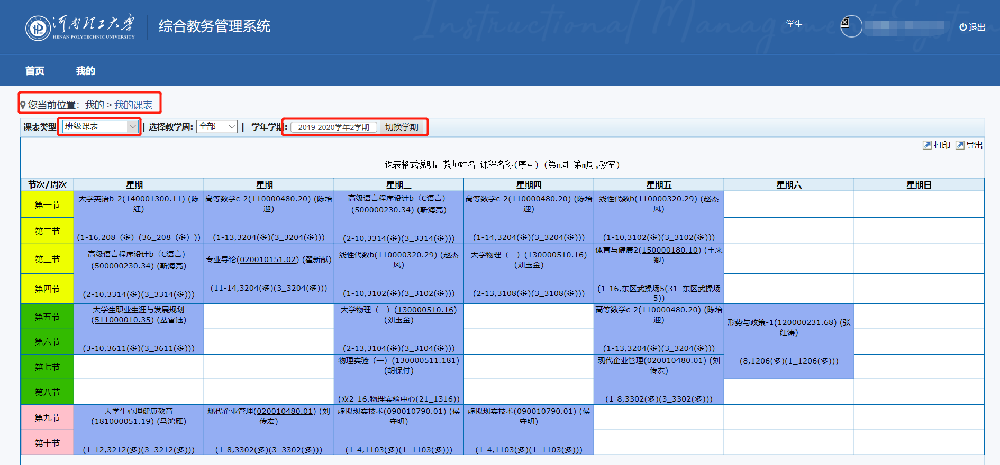 河南理工大学
HENAN POLYTECHNIC UNIVERSITY
综合教务管理系统
Instructional Management System
学生
退出
首页
我的
您当前位置：我的 > 我的课表
课表类型
班级课表
| 选择教学周:
全部
| 学年学期:
2019-2020学年2学期
切换学期
打印
导出
课表格式说明：教师姓名 课程名称(序号) (第n周-第m周,教室)
节次/周次 星期一 星期二 星期三 星期四 星期五 星期六 星期日
第一节
第二节
大学英语b-2(140001300.11) (陈
红)
(1-16,208（多）(36_208（多）))
高等数学c-2(110000480.20) (陈培
迎)
(1-13,3204(多)(3_3204(多)))
高级语言程序设计b（C语言）
(500000230.34) (靳海亮)
(2-10,3314(多)(3_3314(多)))
高等数学c-2(110000480.20) (陈培
迎)
(1-14,3204(多)(3_3204(多)))
线性代数b(110000320.29) (赵杰
风)
(1-10,3102(多)(3_3102(多)))
第三节
第四节
高级语言程序设计b（C语言）
(500000230.34) (靳海亮)
(2-10,3314(多)(3_3314(多)))
专业导论(020010151.02) (翟新献)
(11-14,3204(多)(3_3204(多)))
线性代数b(110000320.29) (赵杰
风)
(1-10,3102(多)(3_3102(多)))
大学物理（一）(130000510.16)
(刘玉金)
(2-13,3108(多)(3_3108(多)))
体育与健康2(150000180.10) (王来
卿)
(1-16,东区武操场5(31_东区武操场
5))
第五节
第六节
大学生职业生涯与发展规划
(511000010.35) (丛睿钰)
(3-10,3611(多)(3_3611(多)))
大学物理（一）(130000510.16)
(刘玉金)
(2-13,3104(多)(3_3104(多)))
高等数学c-2(110000480.20) (陈培
迎)
(1-13,3204(多)(3_3204(多)))
形势与政策-1(120000231.68) (张
红涛)
(8,1206(多)(1_1206(多)))
第七节
第八节
物理实验（一）(130000511.181)
(胡保付)
(双2-16,物理实验中心(21_1316))
现代企业管理(020010480.01) (刘
传宏)
(1-8,3302(多)(3_3302(多)))
第九节
第十节
大学生心理健康教育
(181000051.19) (马鸿雁)
(1-12,3212(多)(3_3212(多)))
现代企业管理(020010480.01) (刘
传宏)
(1-8,3302(多)(3_3302(多)))
虚拟现实技术(090010790.01) (侯
守明)
(1-4,1103(多)(1_1103(多)))
虚拟现实技术(090010790.01) (侯
守明)
(1-4,1103(多)(1_1103(多)))